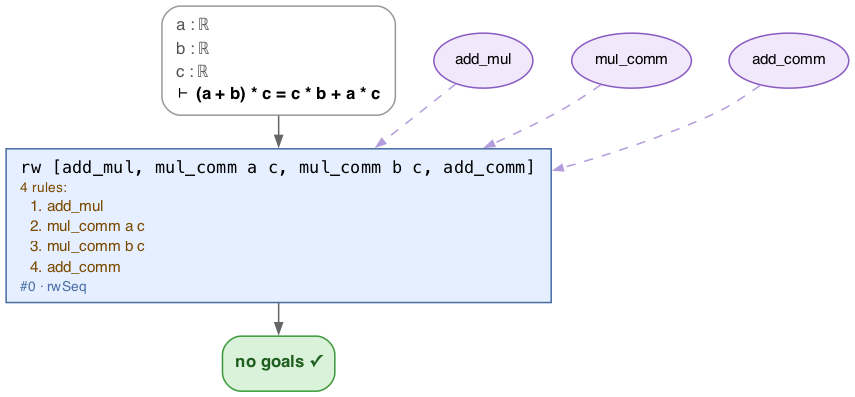 a : ℝ
b : ℝ
c : ℝ
⊢ (a + b) * c = c * b + a * c
add_mul
mul_comm
add_comm
rw [add_mul, mul_comm a c, mul_comm b c, add_comm]
4 rules:
1. add_mul
2. mul_comm a c
3. mul_comm b c
4. add_comm
#0 · rwSeq
no goals ✓